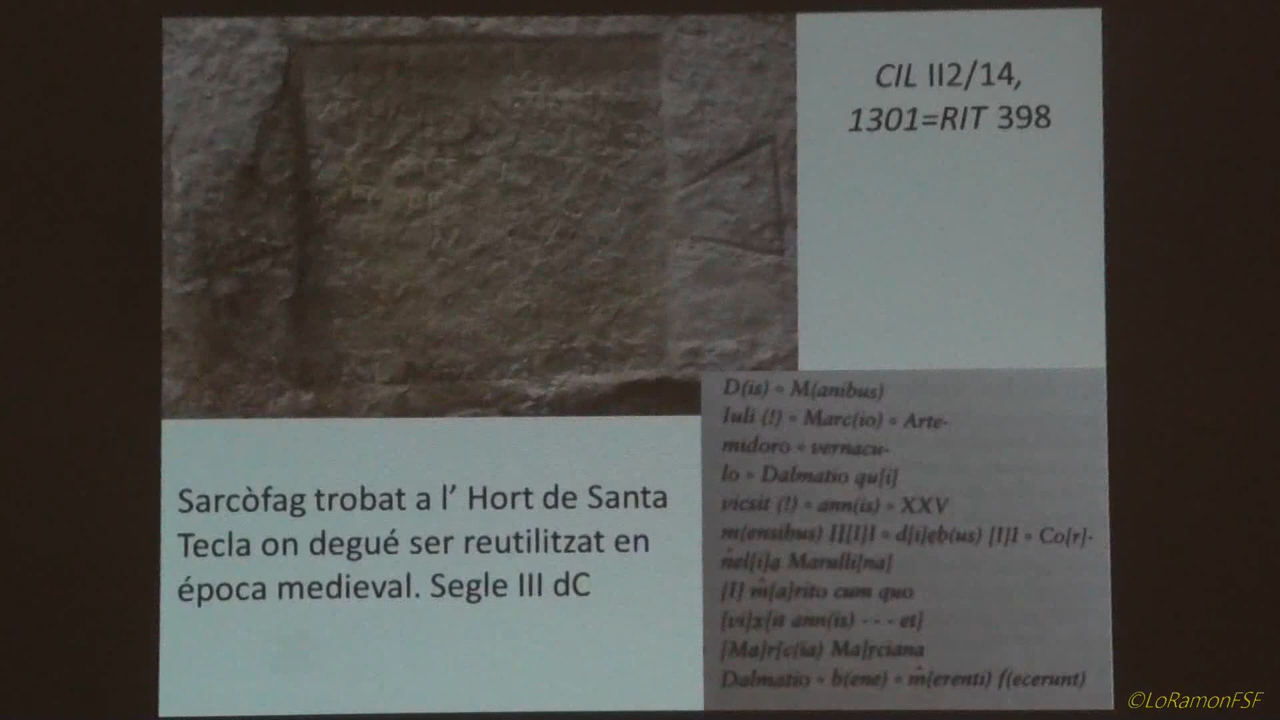 CIL II2/14,
1301=RIT 398
D(is) ∘ M(anibus)
Iuli (!) ∘ Marc(io) ∘ Arte-
midoro ∘ vernacu-
lo ∘ Dalmatio qu[i]
vicsit (!) ∘ ann(is) ∘ XXV
m(ensibus) II[I]I ∘ d[i]eb(us) [I]I ∘ Co[r]-
n̂el[i]a Marulli[na]
[I] m̂[a]rito cum quo
[vi]x[it ann(is) - - - et]
[Ma]r[c(ia) Ma]rciana
Dalmatio ∘ b(ene) ∘ m̂(erenti) f(ecerunt)
Sarcòfag trobat a l’ Hort de Santa
Tecla on degué ser reutilitzat en
época medieval. Segle III dC
©LoRamonFSF